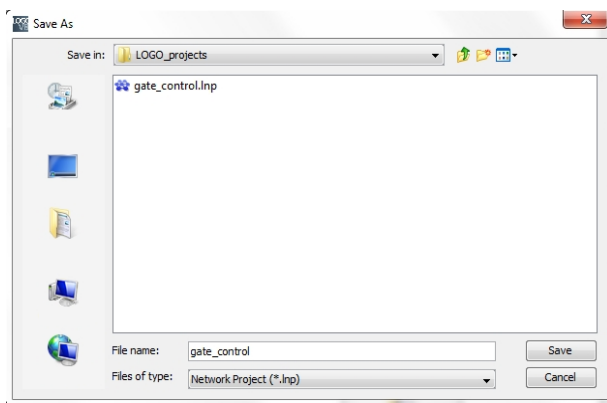 Save As
Save in: LOGO_projects
gate_control.lnp
File name: gate_control Save
Files of type: Network Project (*.lnp) Cancel